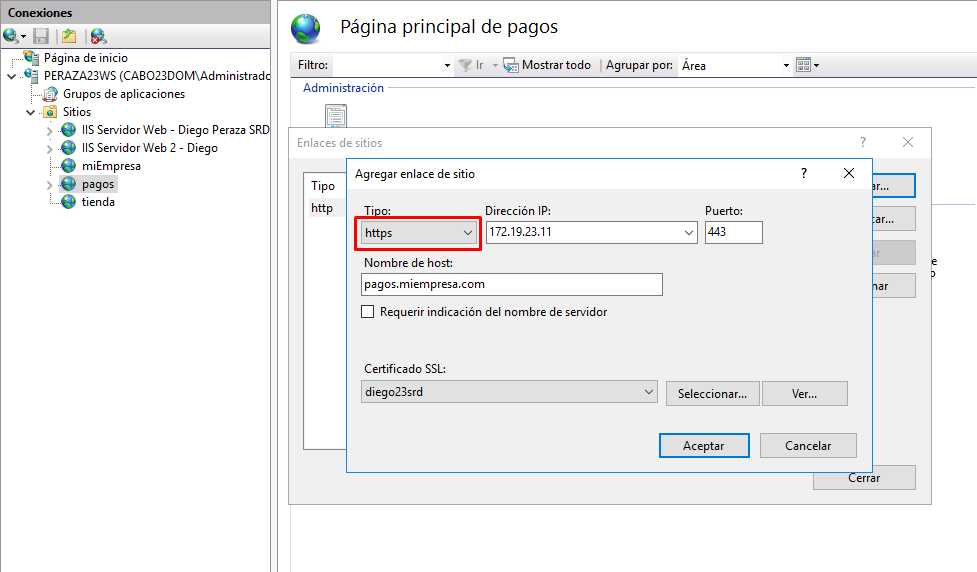 Conexiones
Página de inicio
PERAZA23WS (CABO23DOM\Administrado
Grupos de aplicaciones
Sitios
IIS Servidor Web - Diego Peraza SRD
IIS Servidor Web 2 - Diego
miEmpresa
pagos
tienda
Página principal de pagos
Filtro: Ir Mostrar todo Agrupar por: Área
Administración
Enlaces de sitios ?
Tipo
http
Agregar enlace de sitio ?
Tipo: Dirección IP: Puerto:
https 172.19.23.11 443
Nombre de host:
pagos.miempresa.com
Requerir indicación del nombre de servidor
Certificado SSL:
diego23srd Seleccionar... Ver...
Aceptar Cancelar
ar...
car...
ar
nar
Cerrar